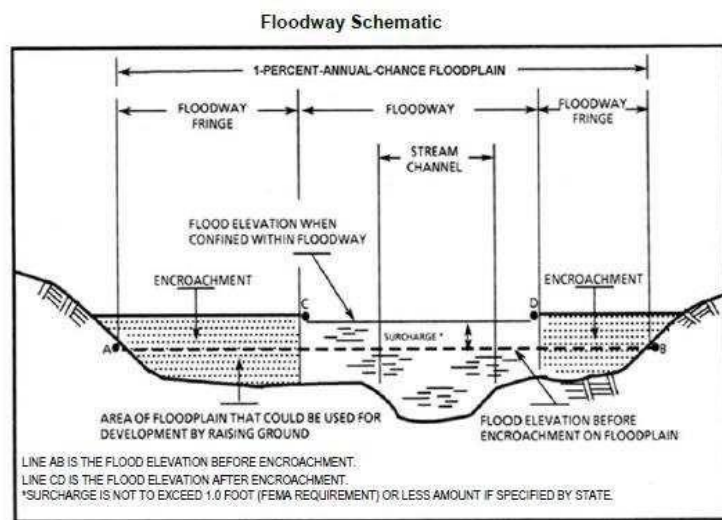 Floodway Schematic
1-PERCENT-ANNUAL-CHANCE FLOODPLAIN
FLOODWAY
FRINGE
FLOODWAY
FLOODWAY
FRINGE
STREAM
CHANNEL
FLOOD ELEVATION WHEN
CONFINED WITHIN FLOODWAY
ENCROACHMENT
ENCROACHMENT
C
D
SURCHARGE *
A
B
AREA OF FLOODPLAIN THAT COULD BE USED FOR
DEVELOPMENT BY RAISING GROUND
FLOOD ELEVATION BEFORE
ENCROACHMENT ON FLOODPLAIN
LINE AB IS THE FLOOD ELEVATION BEFORE ENCROACHMENT.
LINE CD IS THE FLOOD ELEVATION AFTER ENCROACHMENT.
*SURCHARGE IS NOT TO EXCEED 1.0 FOOT (FEMA REQUIREMENT) OR LESS AMOUNT IF SPECIFIED BY STATE.